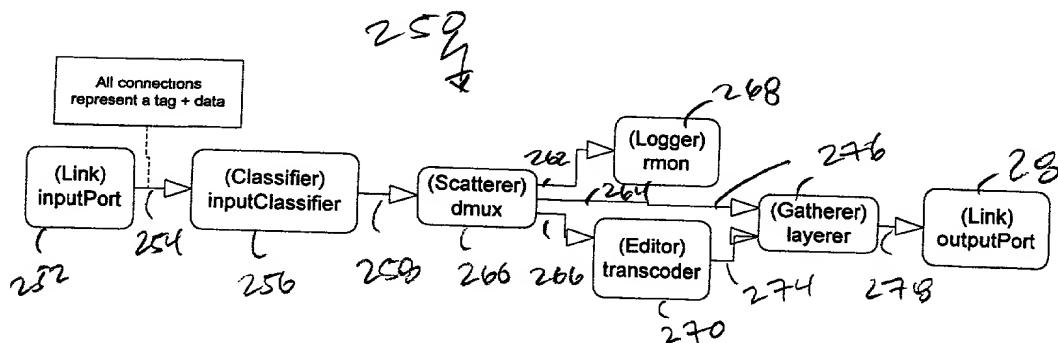 250
All connections
represent a tag + data
268
(Logger)
rmon
276
28
(Link)
inputPort
(Classifier)
inputClassifier
(Scatterer)
dmux
262
264
266
(Gatherer)
layerer
(Link)
outputPort
(Editor)
transcoder
252
254
256
258
266
274
278
270